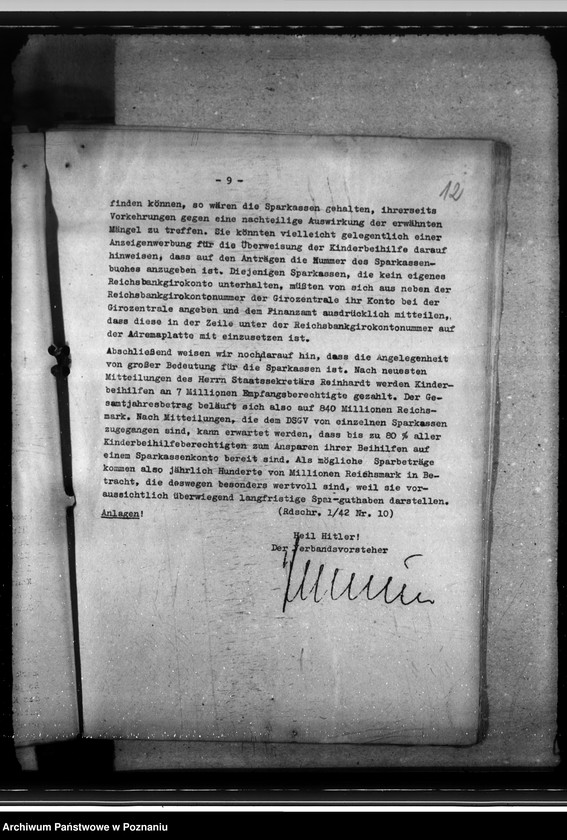 - 9 -
12
finden können, so wären die Sparkassen gehalten, ihrerseits
Vorkehrungen gegen eine nachteilige Auswirkung der erwähnten
Mängel zu treffen. Sie könnten vielleicht gelegentlich einer
Anzeigenwerbung für die Überweisung der Kinderbeihilfe darauf
hinweisen, dass auf den Anträgen die Nummer des Sparkassen-
buches anzugeben ist. Diejenigen Sparkassen, die kein eigenes
Reichsbankgirokonto unterhalten, müßten von sich aus neben der
Reichsbankgirokontonummer der Girozentrale ihr Konto bei der
Girozentrale angeben und dem Finanzamt ausdrücklich mitteilen,
dass diese in der Zeile unter der Reichsbankgirokontonummer auf
der Adremaplatte mit einzusetzen ist.
Abschließend weisen wir noch darauf hin, dass die Angelegenheit
von großer Bedeutung für die Sparkassen ist. Nach neuesten
Mitteilungen des Herrn Staatssekretärs Reinhardt werden Kinder-
beihilfen an 7 Millionen Empfangsberechtigte gezahlt. Der Ge-
samtjahresbetrag beläuft sich also auf 840 Millionen Reichs-
mark. Nach Mitteilungen, die dem DSGV von einzelnen Sparkassen
zugegangen sind, kann erwartet werden, dass bis zu 80 % aller
Kinderbeihilfeberechtigten zum Ansparen ihrer Beihilfen auf
einem Sparkassenkonto bereit sind. Als mögliche Sparbeträge
kommen also jährlich Hunderte von Millionen Reichsmark in Be-
tracht, die deswegen besonders wertvoll sind, weil sie vor-
aussichtlich überwiegend langfristige Spar-guthaben darstellen.
Anlagen! (Rdschr. 1/42 Nr. 10)
Heil Hitler!
Der Verbandsvorsteher
Archiwum Państwowe w Poznaniu